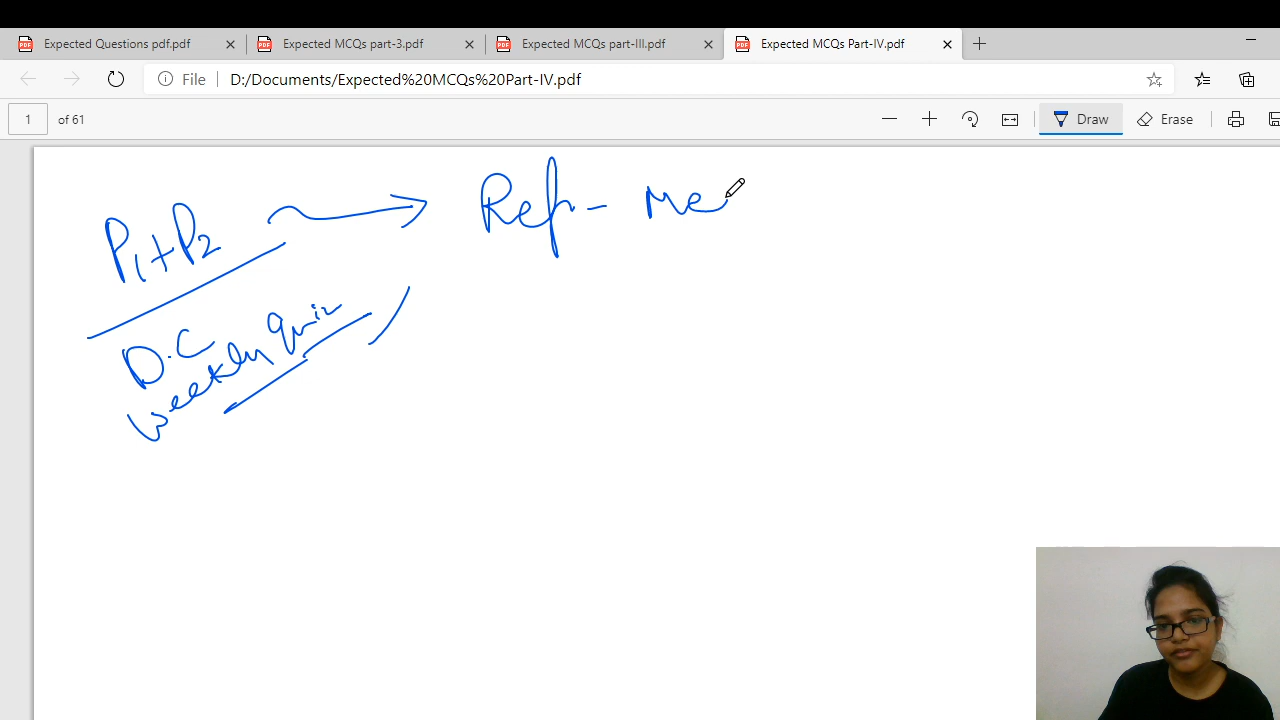 Expected Questions pdf.pdf
Expected MCQs part-3.pdf
Expected MCQs part-III.pdf
Expected MCQs Part-IV.pdf
File
D:/Documents/Expected%20MCQs%20Part-IV.pdf
1 of 61
Draw
Erase
P1+P2
Ref - Me
D.C
weekly Quiz